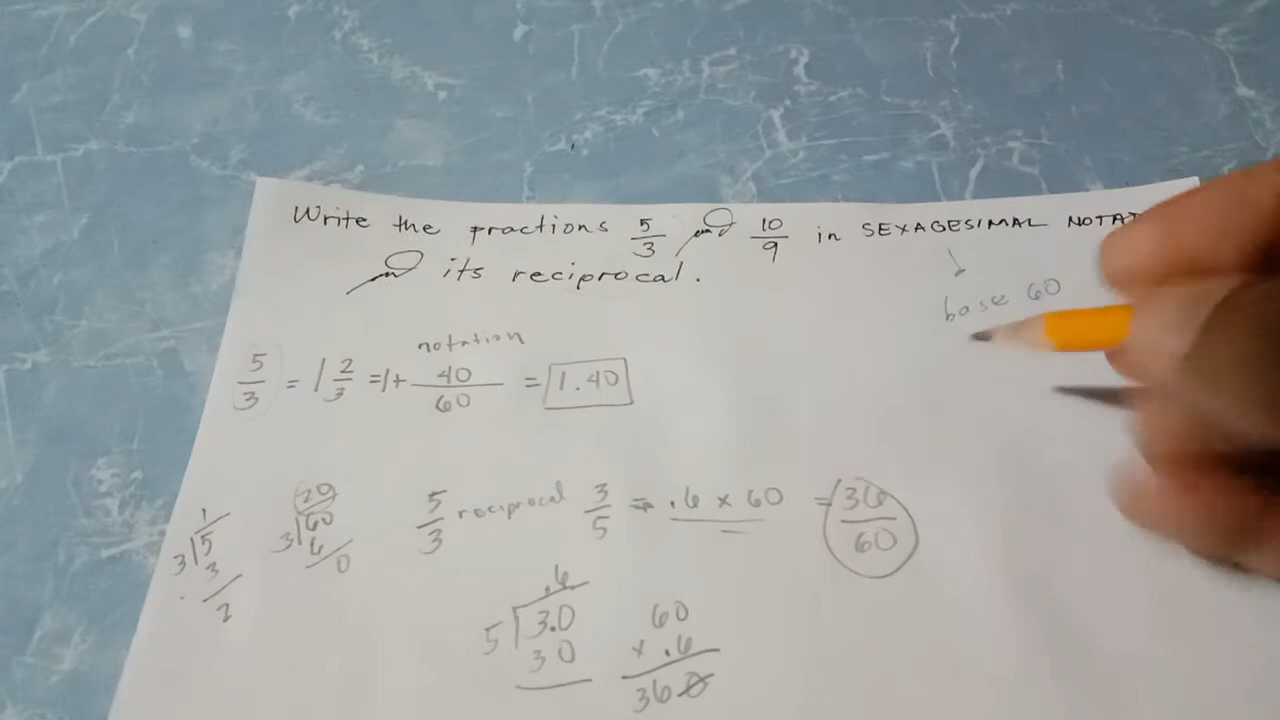 Write the practions 5/3 and 10/9 in SEXAGESIMAL
and its reciprocal.
base 60
notation
5/3 = 1 2/3 = 1 + 40/60 = 1.40
5/3 reciprocal 3/5 = .6 x 60 = 36/60
1
3 5
3
2
20
3 60
6
0
.6
5 3.0
3 0
60
x .6
36 0